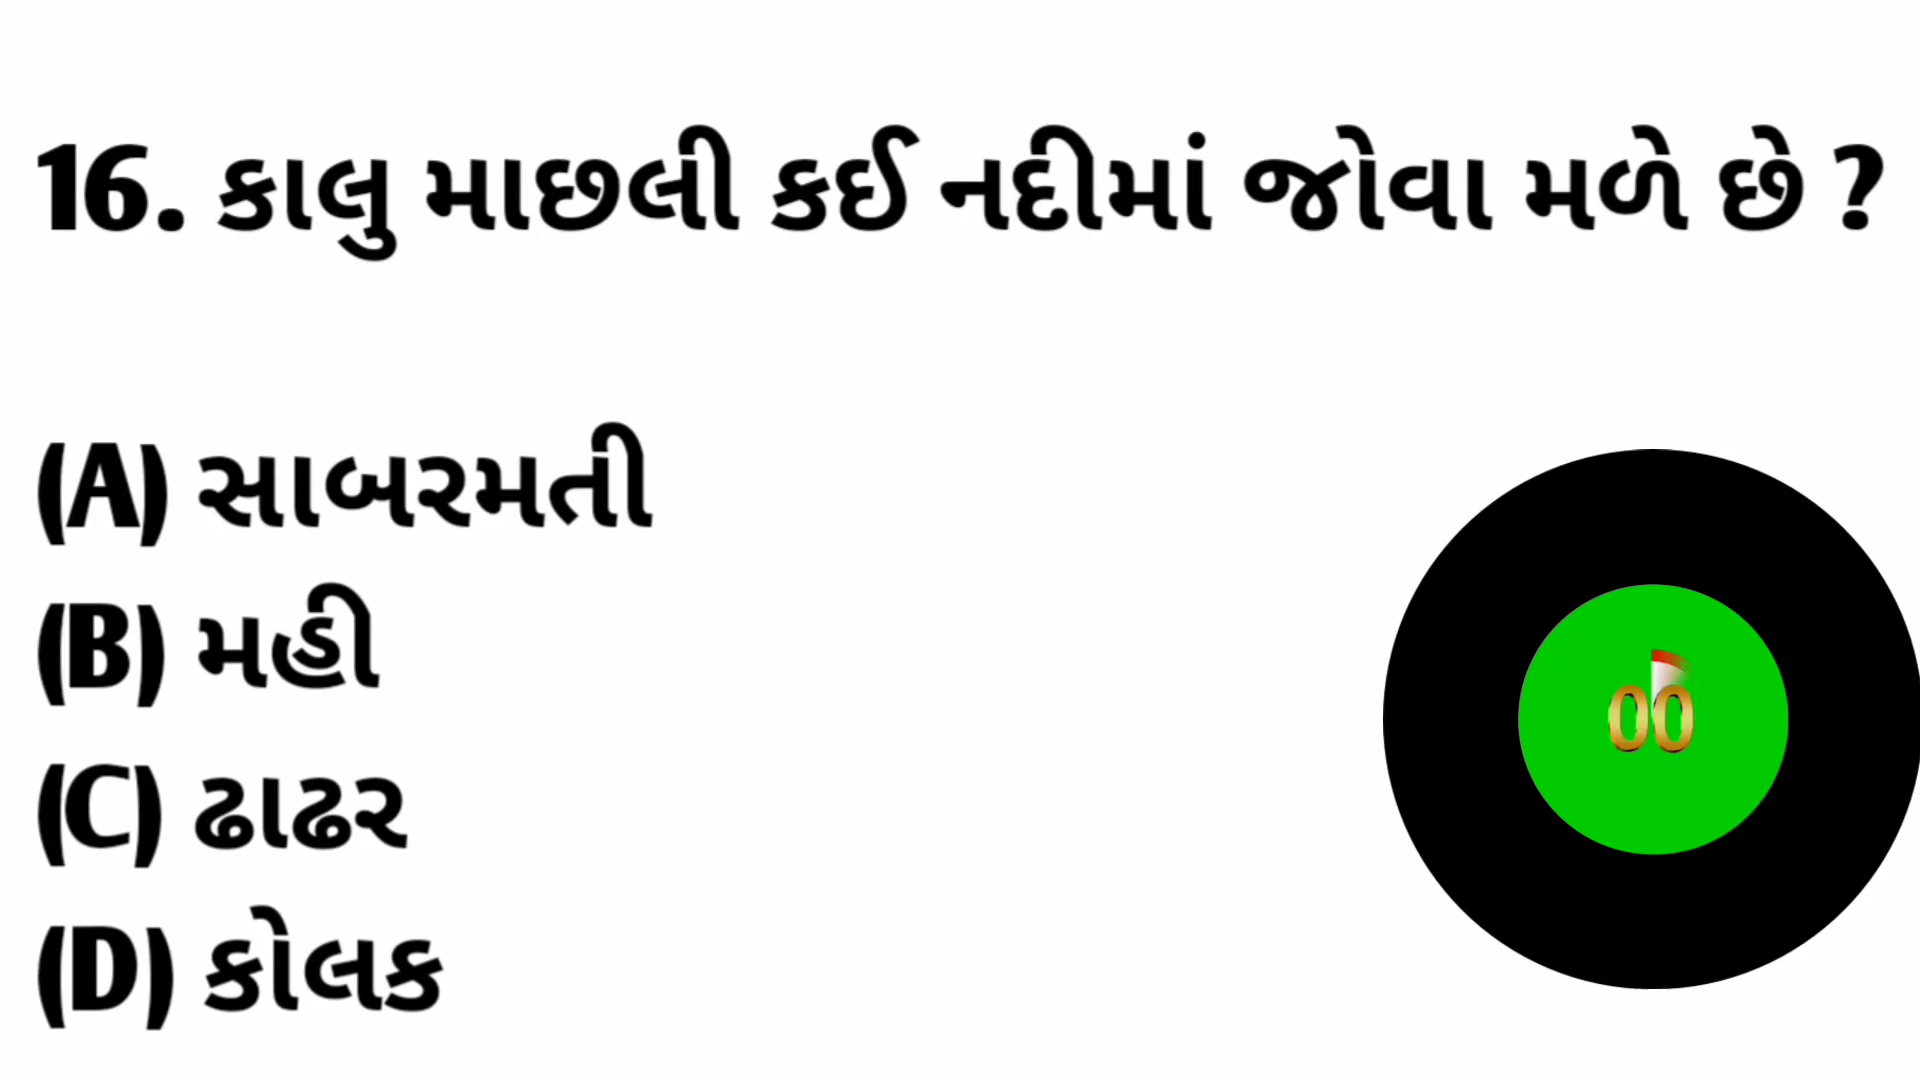 16. કાલુ માછલી કઈ નદીમાં જોવા મળે છે ?
(A) સાબરમતી
(B) મહી
(C) ઢાઢર
(D) કોલક
00